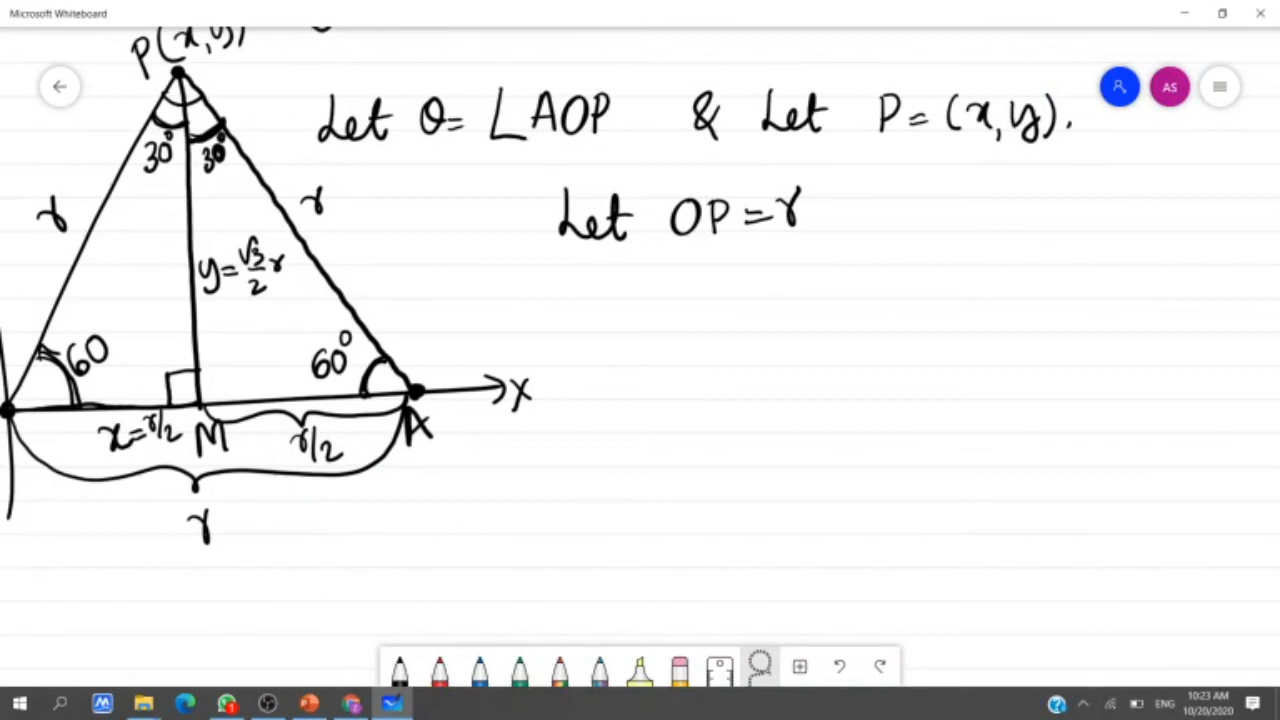 Microsoft Whiteboard
P(x,y)
Let θ= ∠AOP & Let P=(x,y).
AS
30° 30°
Let OP=r
r r
y=√3/2 r
60 60°
X
x=r/2 M r/2 A
r
ENG
10:23 AM
10/20/2020